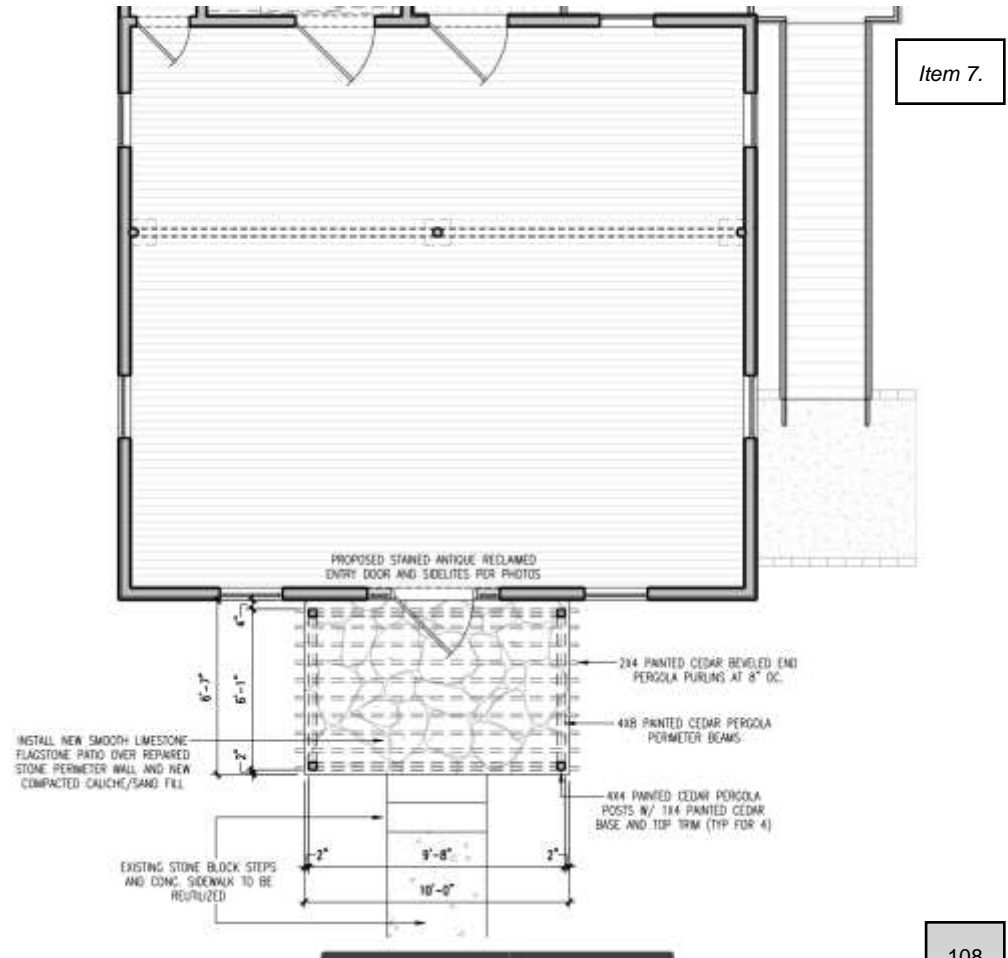 Item 7.
PROPOSED STAINED ANTIQUE RECLAIMED
ENTRY DOOR AND SIDELITES PER PHOTOS
4"
6'-7"
6'-1"
2"
2X4 PAINTED CEDAR BEVELED END
PERGOLA PURLINS AT 8" OC.
4X8 PAINTED CEDAR PERGOLA
PERIMETER BEAMS
INSTALL NEW SMOOTH LIMESTONE
FLAGSTONE PATIO OVER REPAIRED
STONE PERIMETER WALL AND NEW
COMPACTED CALICHE/SAND FILL
4X4 PAINTED CEDAR PERGOLA
POSTS W/ 1X4 PAINTED CEDAR
BASE AND TOP TRIM (TYP FOR 4)
2"
9'-8"
2"
10'-0"
EXISTING STONE BLOCK STEPS
AND CONC. SIDEWALK TO BE
REUTILIZED
108